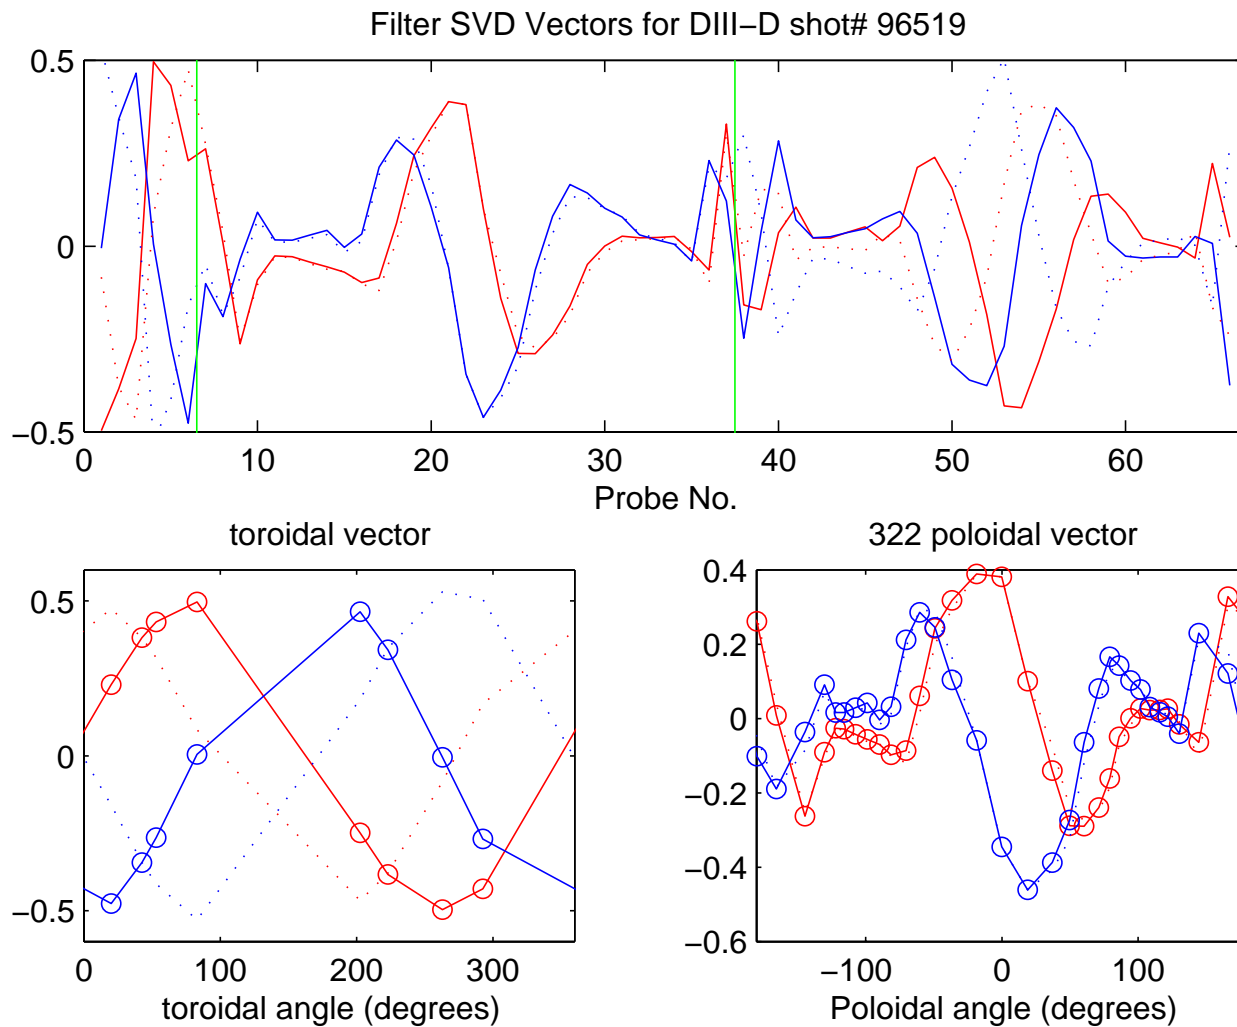 Filter SVD Vectors for DIII−D shot# 96519
0.5
0
−0.5
0 10 20 30 40 50 60
Probe No.
toroidal vector
0.5
0
−0.5
0 100 200 300
toroidal angle (degrees)
322 poloidal vector
0.4
0.2
0.0
−0.2
−0.4
−0.6
−100 0 100
Poloidal angle (degrees)